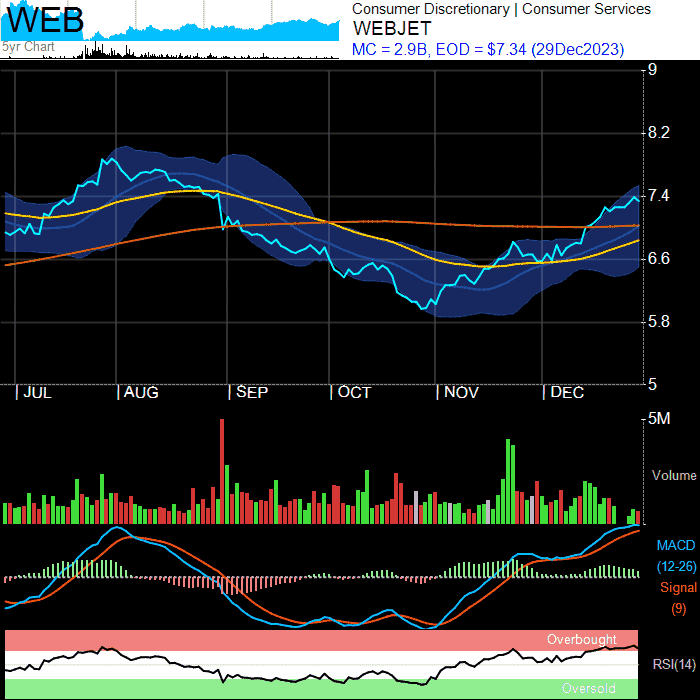 WEB
5yr Chart
Consumer Discretionary | Consumer Services
WEBJET
MC = 2.9B, EOD = $7.34 (29Dec2023)
9
8.2
7.4
6.6
5.8
5
JUL AUG SEP OCT NOV DEC
5M
Volume
MACD
(12-26)
Signal
(9)
Overbought
RSI(14)
Oversold